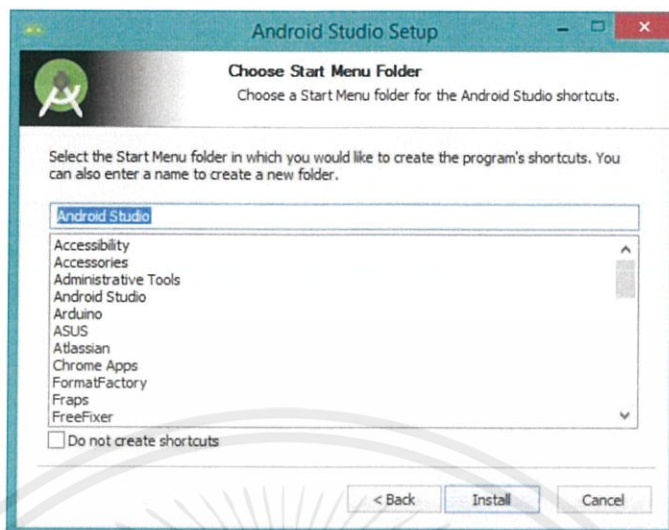 Android Studio Setup
Choose Start Menu Folder
Choose a Start Menu folder for the Android Studio shortcuts.
Select the Start Menu folder in which you would like to create the program's shortcuts. You
can also enter a name to create a new folder.
Android Studio
Accessibility
Accessories
Administrative Tools
Android Studio
Arduino
ASUS
Atlassian
Chrome Apps
FormatFactory
Fraps
FreeFixer
Do not create shortcuts
< Back
Install
Cancel